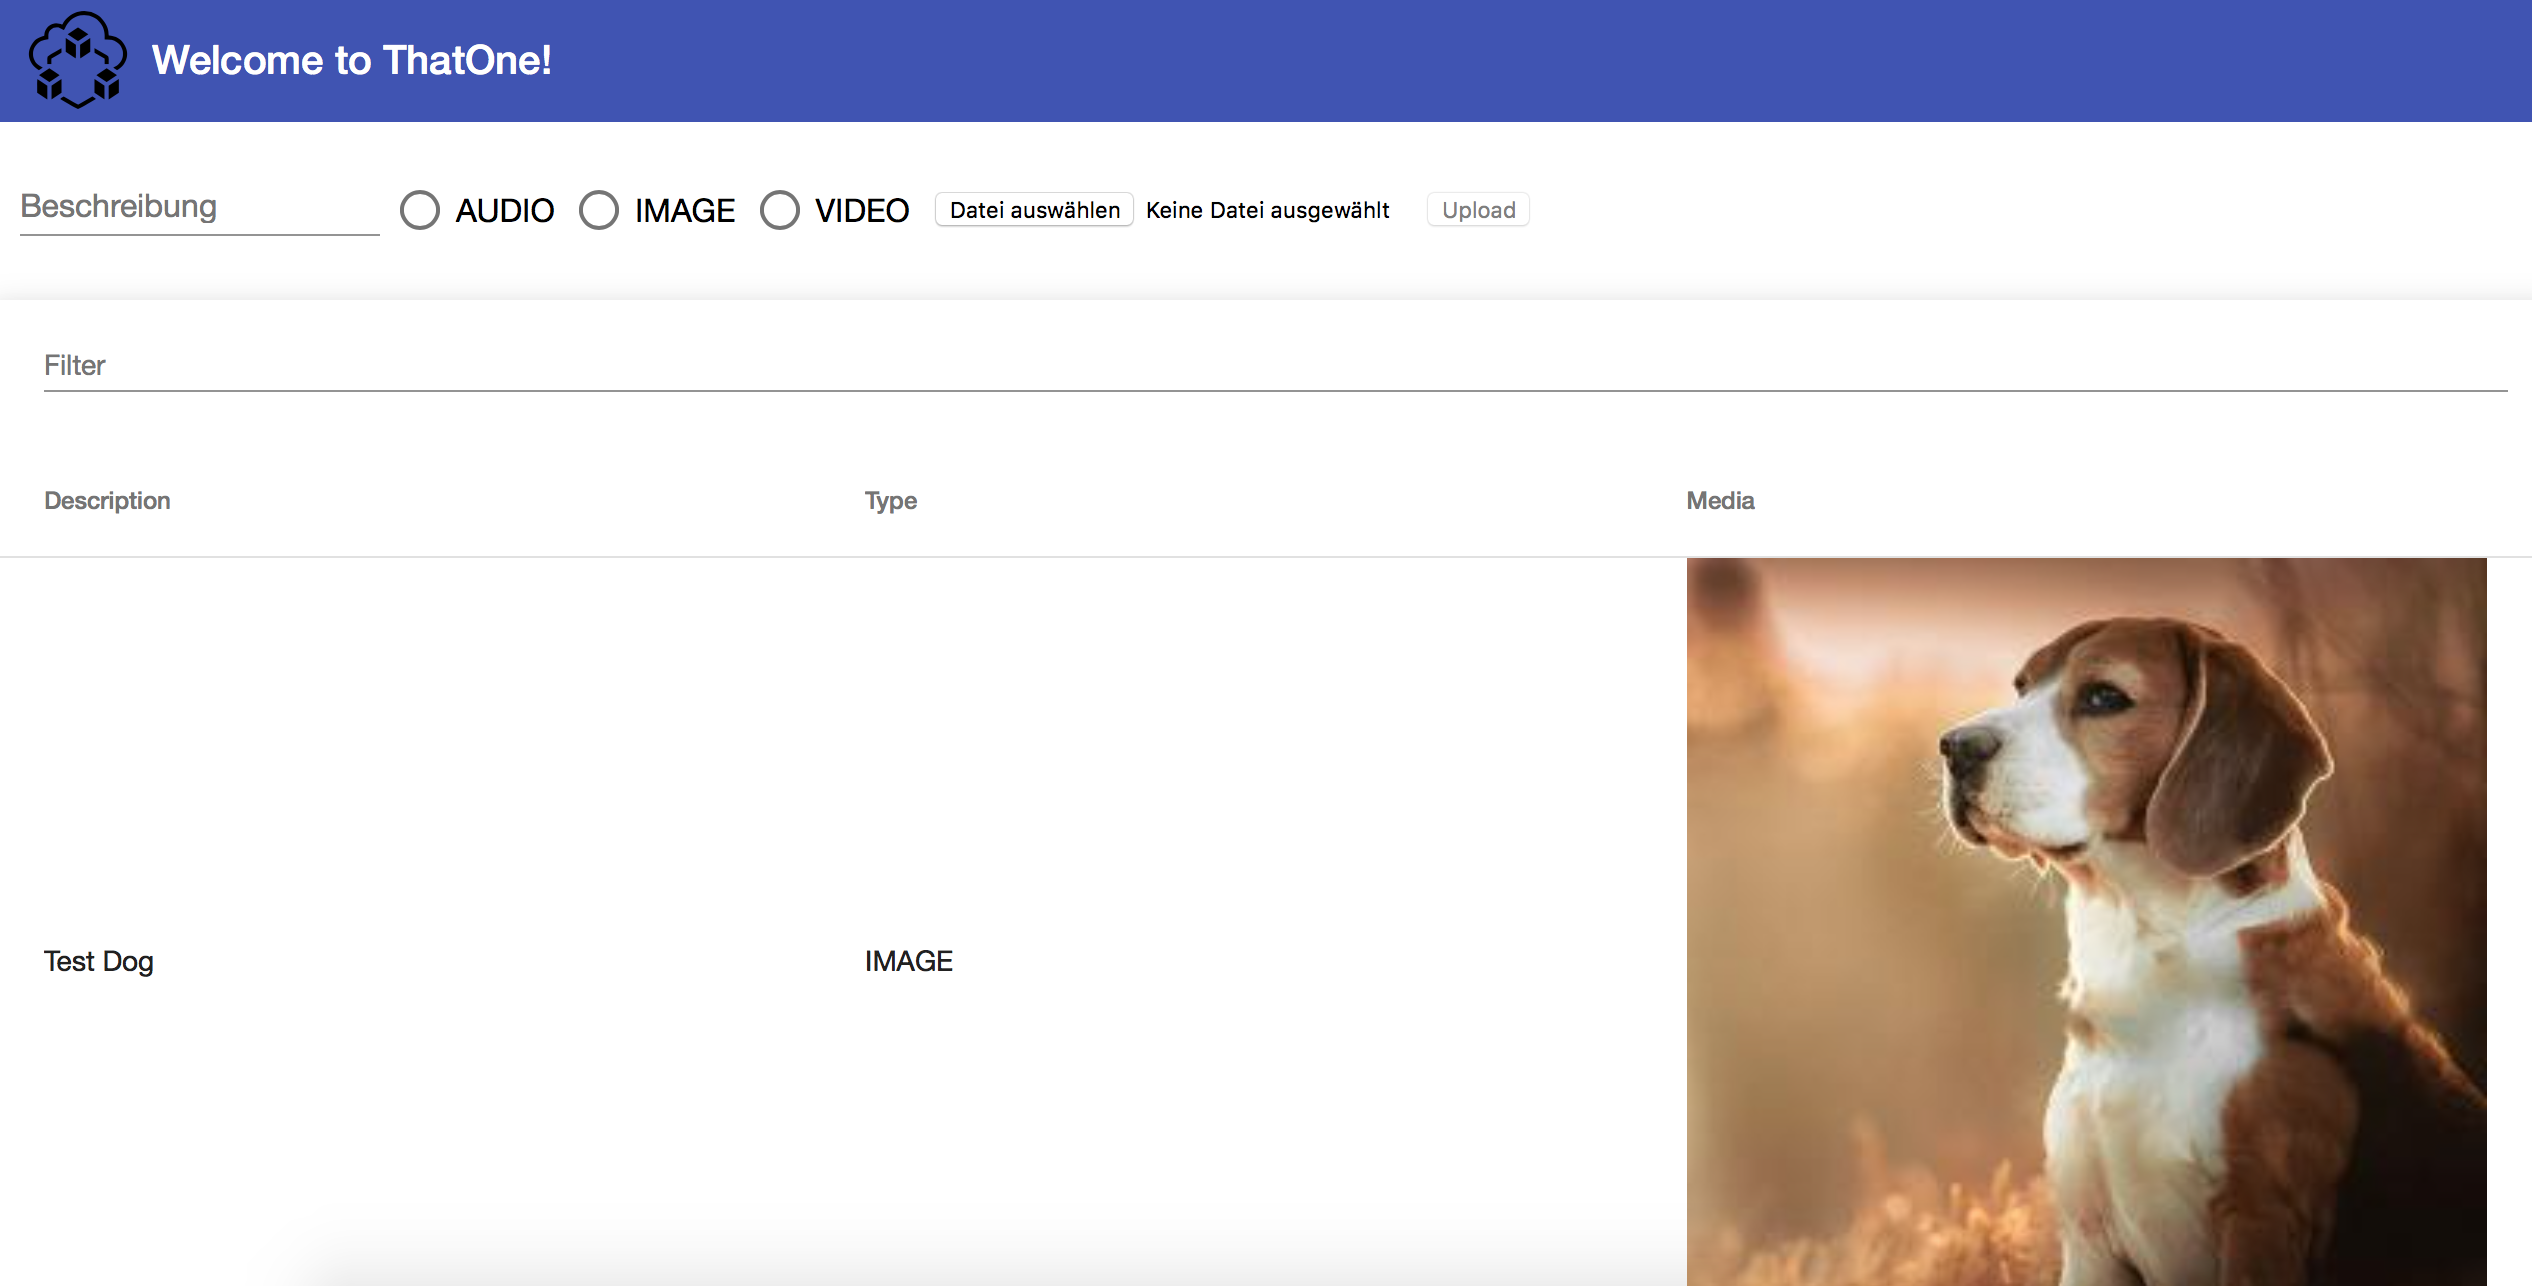 Welcome to ThatOne!
Beschreibung AUDIO IMAGE VIDEO Datei auswählen Keine Datei ausgewählt Upload
Filter
Description Type Media
Test Dog IMAGE